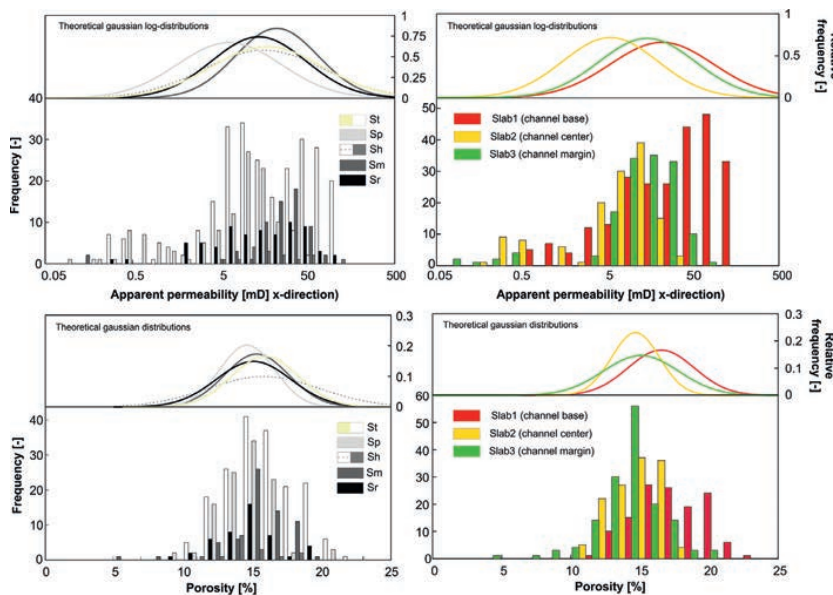 Theoretical gaussian log-distributions
1
0.75
0.5
0.25
0
Relative
frequency [-]
40
30
20
10
0
Frequency [-]
St
Sp
Sh
Sm
Sr
0.05
0.5
5
50
500
Apparent permeability [mD] x-direction)
Theoretical gaussian log-distributions
1
0.5
0
frequency [-]
50
40
30
20
10
0
Slab1 (channel base)
Slab2 (channel center)
Slab3 (channel margin)
0.05
0.5
5
50
500
Apparent permeability [mD] x-direction)
Theoretical gaussian distributions
0.3
0.2
0.1
0
40
30
20
10
0
Frequency [-]
St
Sp
Sh
Sm
Sr
0
5
10
15
20
25
Porosity [%]
Theoretical gaussian distributions
0.3
0.2
0.1
0
Relative
frequency [-]
60
50
40
30
20
10
0
Slab1 (channel base)
Slab2 (channel center)
Slab3 (channel margin)
0
5
10
15
20
25
Porosity [%]